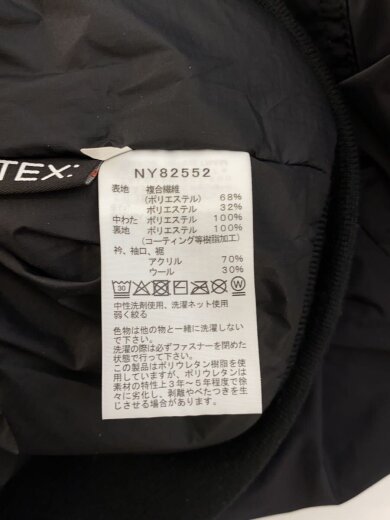 TEX
NY82552
表地 複合繊維
(ポリエステル) 68%
ポリエステル 32%
中わた ポリエステル 100%
裏地 ポリエステル 100%
(コーティング等樹脂加工)
衿、袖口、裾
アクリル 70%
ウール 30%
30 W
中性洗剤使用、洗濯ネット使用
弱く絞る
色物は他の物と一緒に洗濯しない
で下さい。
洗濯の際は必ずファスナーを閉めた
状態で行って下さい。
この製品はポリウレタン樹脂を使
用していますが、ポリウレタンは
素材の特性上3年～5年程度で徐
々に劣化し、剥離やべたつきを生
じさせる場合があります。